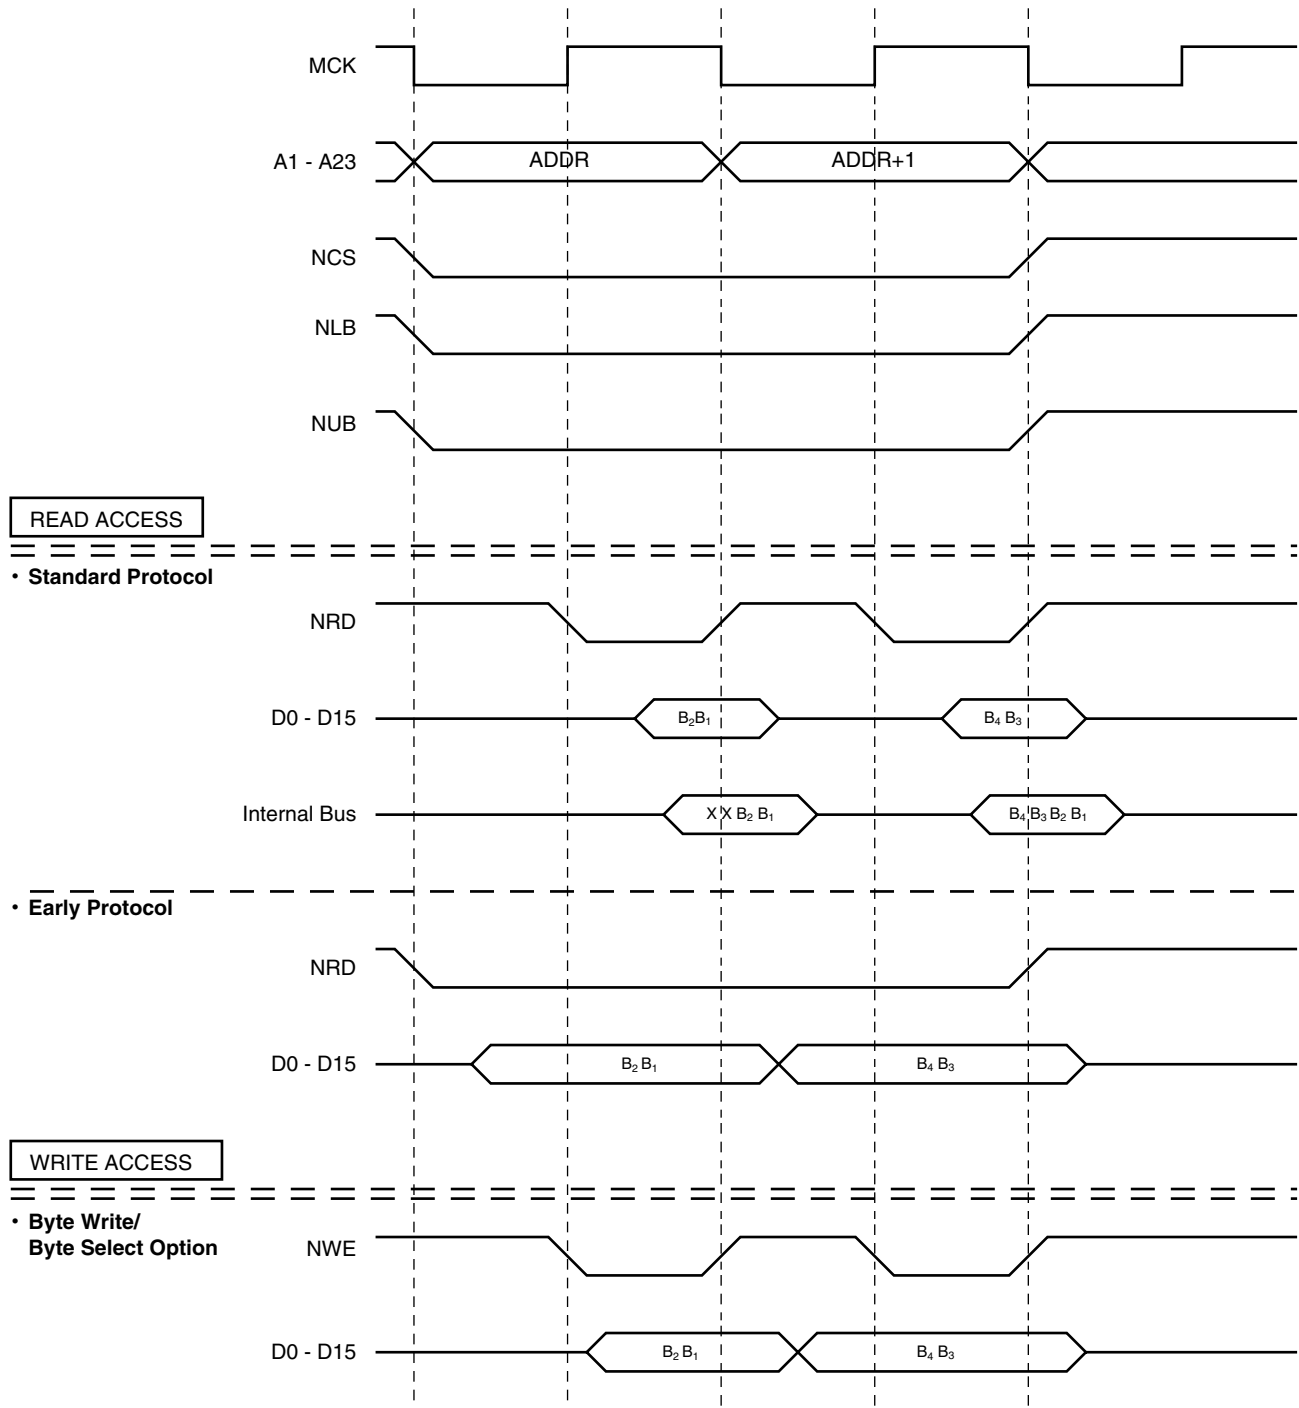 MCK
A1 - A23 ADDR ADDR+1
NCS
NLB
NUB
READ ACCESS
• Standard Protocol
NRD
D0 - D15 B₂B₁ B₄ B₃
Internal Bus X X B₂ B₁ B₄ B₃ B₂ B₁
• Early Protocol
NRD
D0 - D15 B₂ B₁ B₄ B₃
WRITE ACCESS
• Byte Write/
Byte Select Option NWE
D0 - D15 B₂ B₁ B₄ B₃